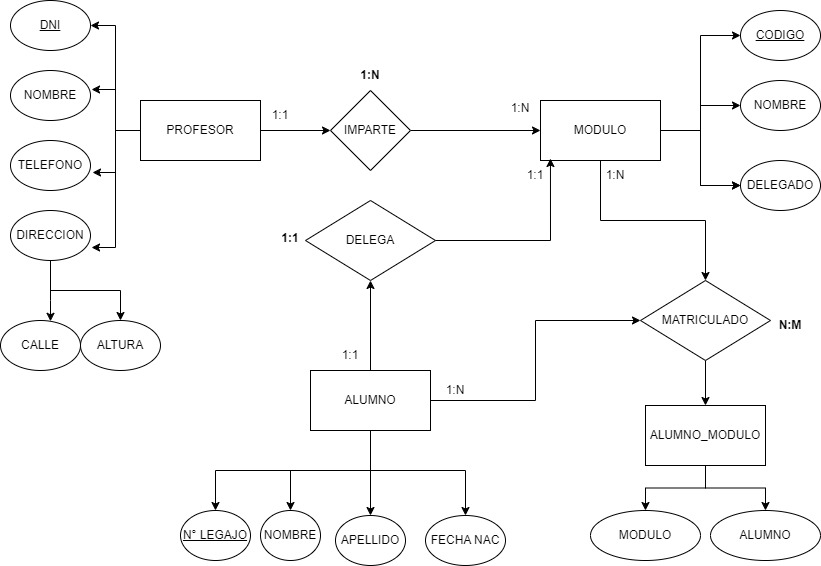 DNI
CODIGO
1:N
NOMBRE
NOMBRE
1:1
1:N
PROFESOR
IMPARTE
MODULO
TELEFONO
1:1
1:N
DELEGADO
DIRECCION
1:1
DELEGA
MATRICULADO
N:M
CALLE
ALTURA
1:1
1:N
ALUMNO
ALUMNO_MODULO
N° LEGAJO
NOMBRE
APELLIDO
FECHA NAC
MODULO
ALUMNO